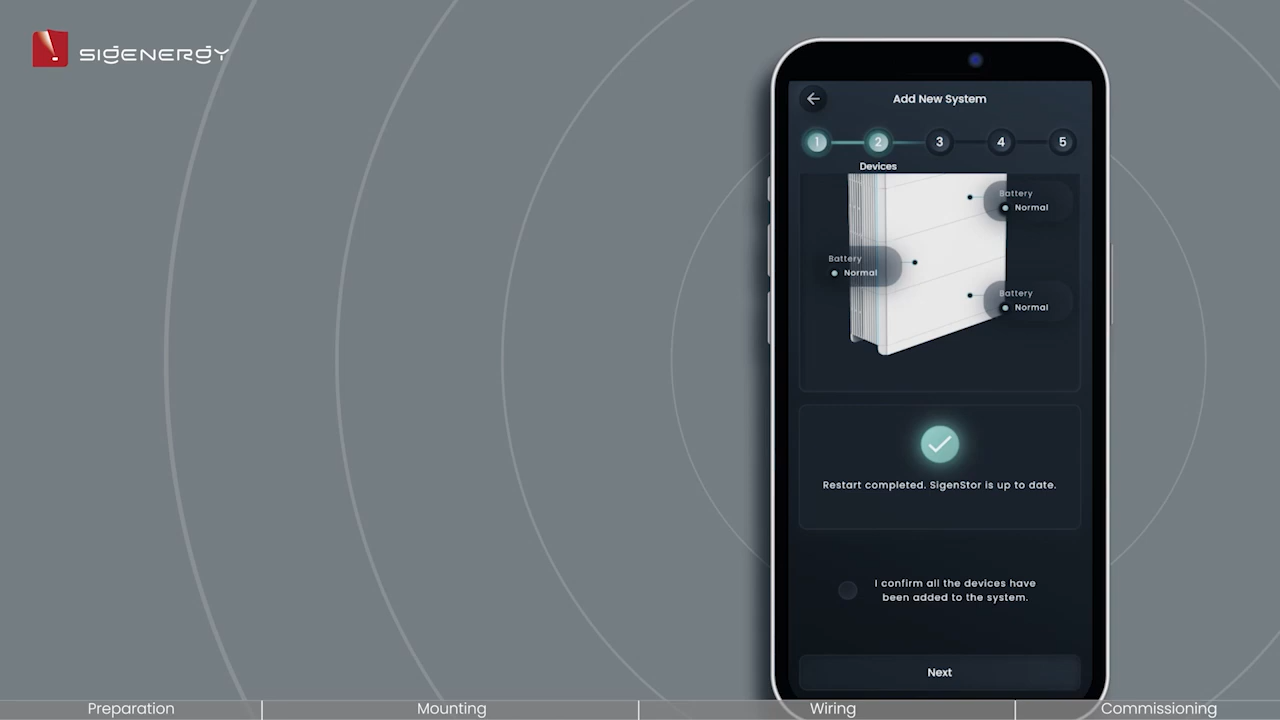 SIGENERGY
Add New System
1 2 3 4 5
Devices
Battery
Normal
Battery
Normal
Battery
Normal
Restart completed. SigenStor is up to date.
I confirm all the devices have
been added to the system.
Next
Preparation Mounting Wiring Commissioning